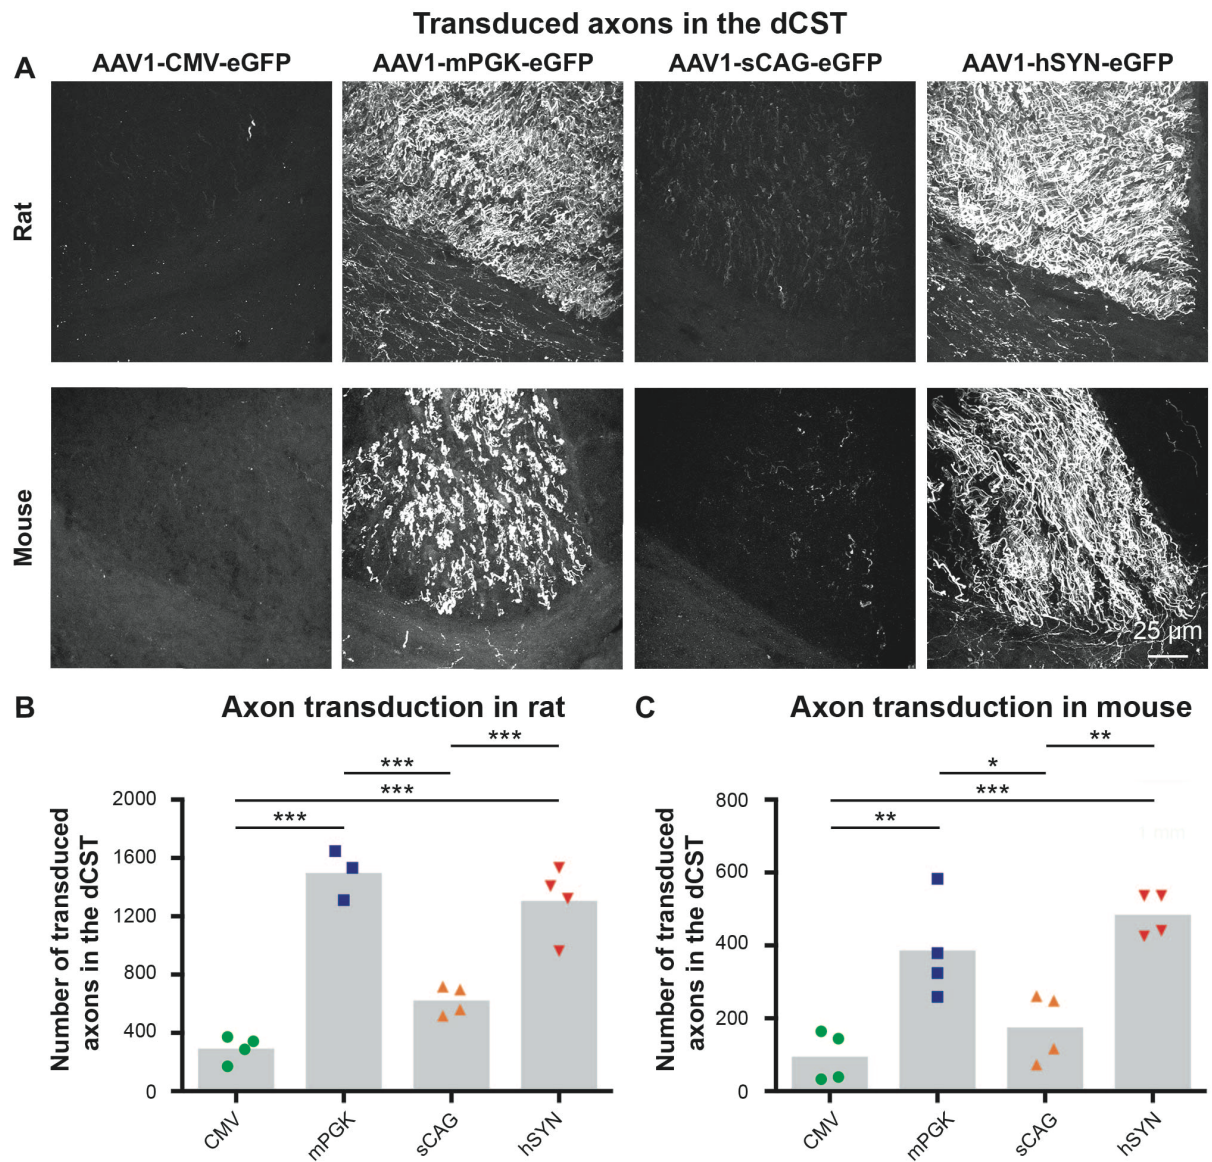 Transduced axons in the dCST
A
AAV1-CMV-eGFP
AAV1-mPGK-eGFP
AAV1-sCAG-eGFP
AAV1-hSYN-eGFP
Rat
Mouse
25 µm
B
Axon transduction in rat
***
***
***
***
Number of transduced
axons in the dCST
2000
1600
1200
800
400
0
CMV
mPGK
sCAG
hSYN
C
Axon transduction in mouse
**
*
***
**
Number of transduced
axons in the dCST
800
600
400
200
0
CMV
mPGK
sCAG
hSYN